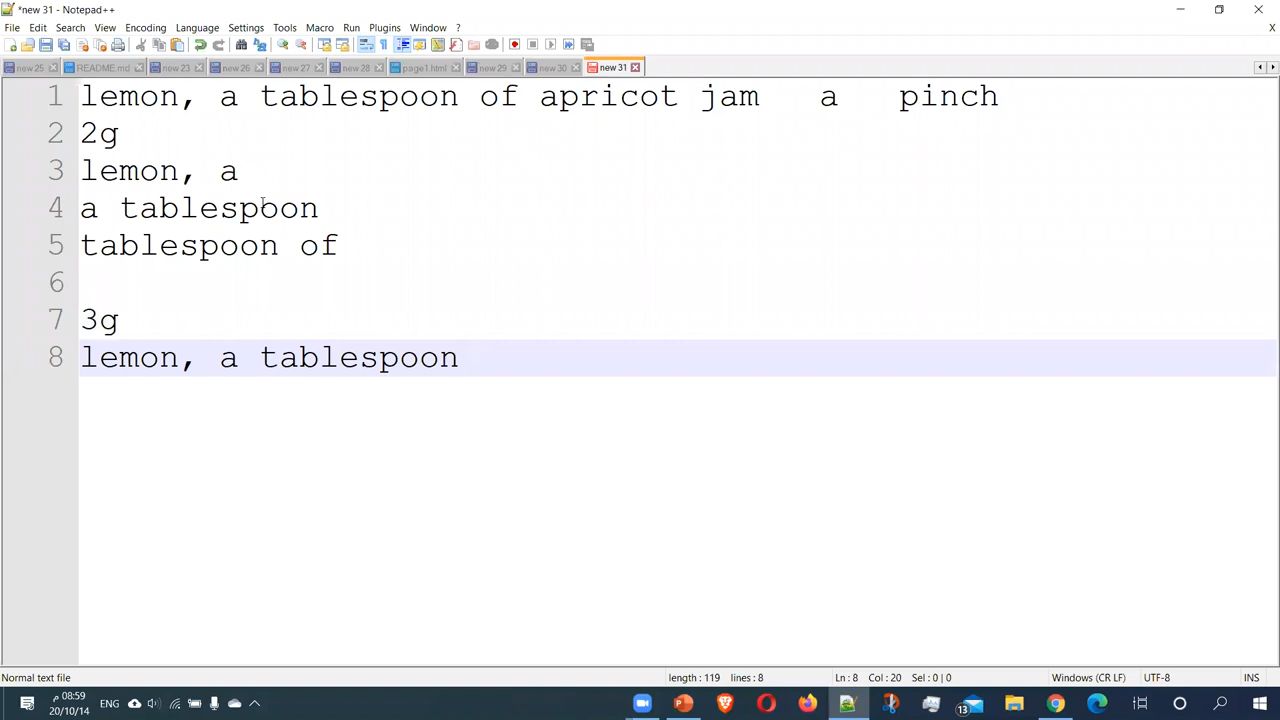 *new 31 - Notepad++
File Edit Search View Encoding Language Settings Tools Macro Run Plugins Window ?
X
new 25 README.md new 23 new 26 new 27 new 28 page1.html new 29 new 30 new 31
1 lemon, a tablespoon of apricot jam a pinch
2 2g
3 lemon, a
4 a tablespoon
5 tablespoon of
6
7 3g
8 lemon, a tablespoon
Normal text file length : 119 lines : 8 Ln : 8 Col : 20 Sel : 0 | 0 Windows (CR LF) UTF-8 INS
08:59 م ENG 13
20/10/14